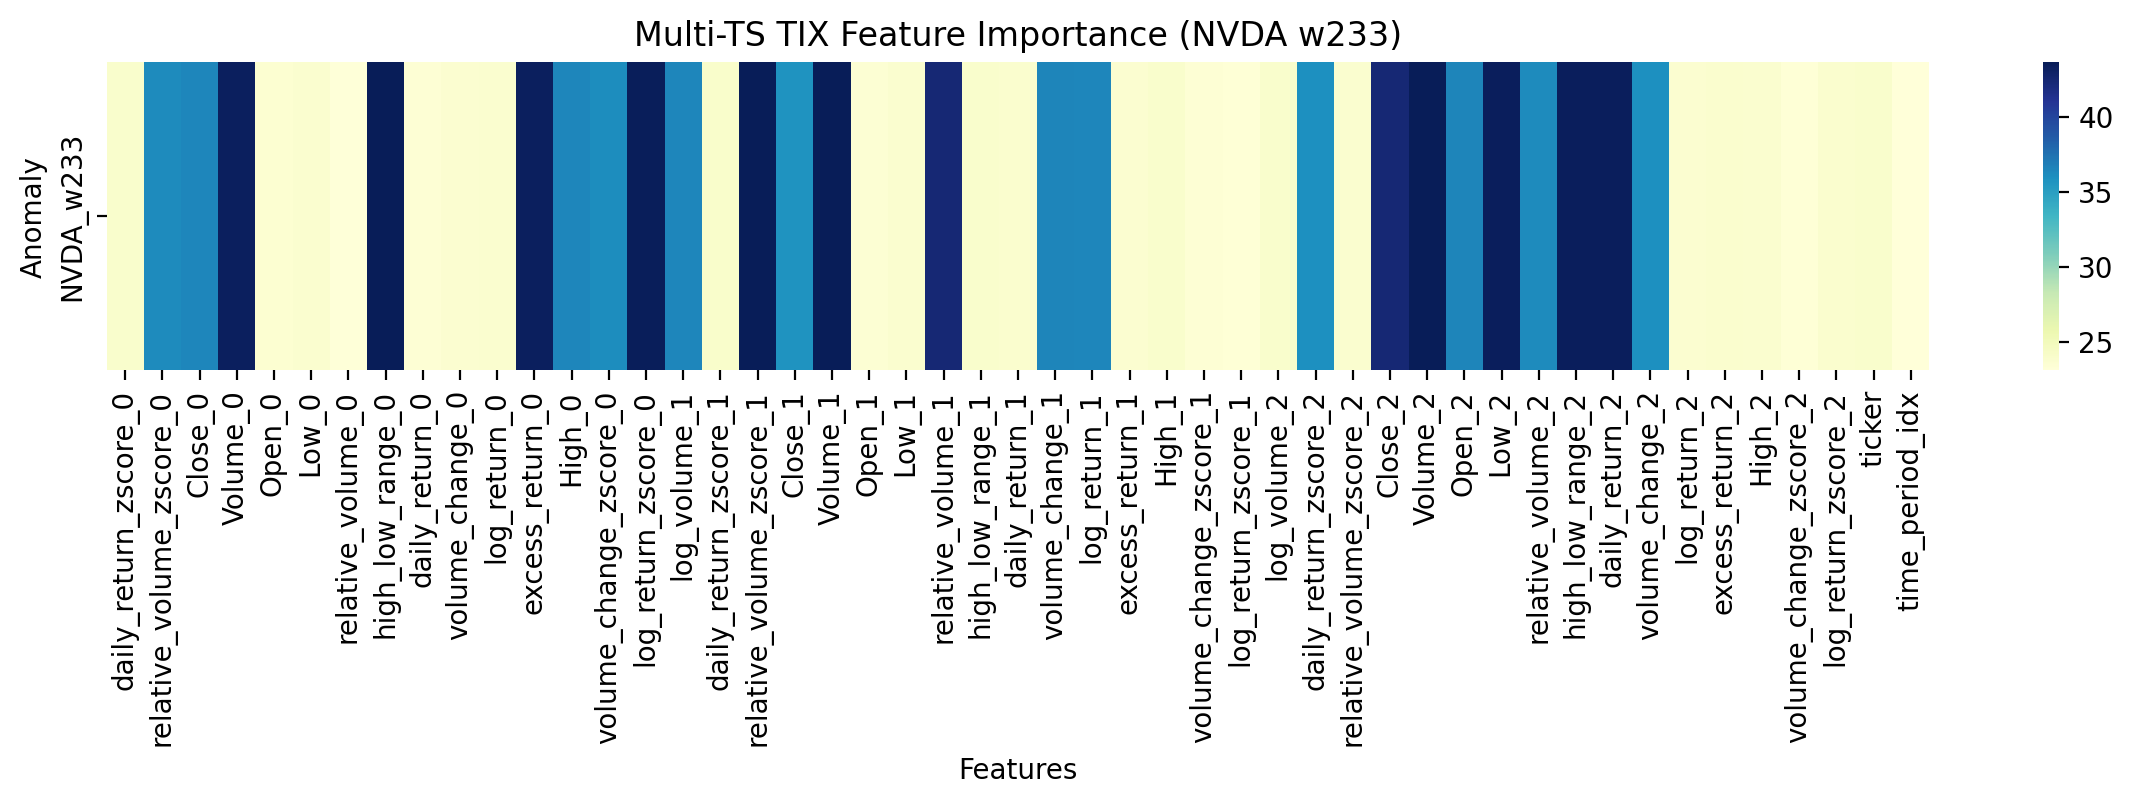 Multi-TS TIX Feature Importance (NVDA w233)
Anomaly
NVDA_w233
daily_return_zscore_0
relative_volume_zscore_0
Close_0
Volume_0
Open_0
Low_0
relative_volume_0
high_low_range_0
daily_return_0
volume_change_0
log_return_0
excess_return_0
High_0
volume_change_zscore_0
log_return_zscore_0
log_volume_1
daily_return_zscore_1
relative_volume_zscore_1
Close_1
Volume_1
Open_1
Low_1
relative_volume_1
high_low_range_1
daily_return_1
volume_change_1
log_return_1
excess_return_1
High_1
volume_change_zscore_1
log_return_zscore_1
log_volume_2
daily_return_zscore_2
relative_volume_zscore_2
Close_2
Volume_2
Open_2
Low_2
relative_volume_2
high_low_range_2
daily_return_2
volume_change_2
log_return_2
excess_return_2
High_2
volume_change_zscore_2
log_return_zscore_2
ticker
time_period_idx
Features
40
35
30
25